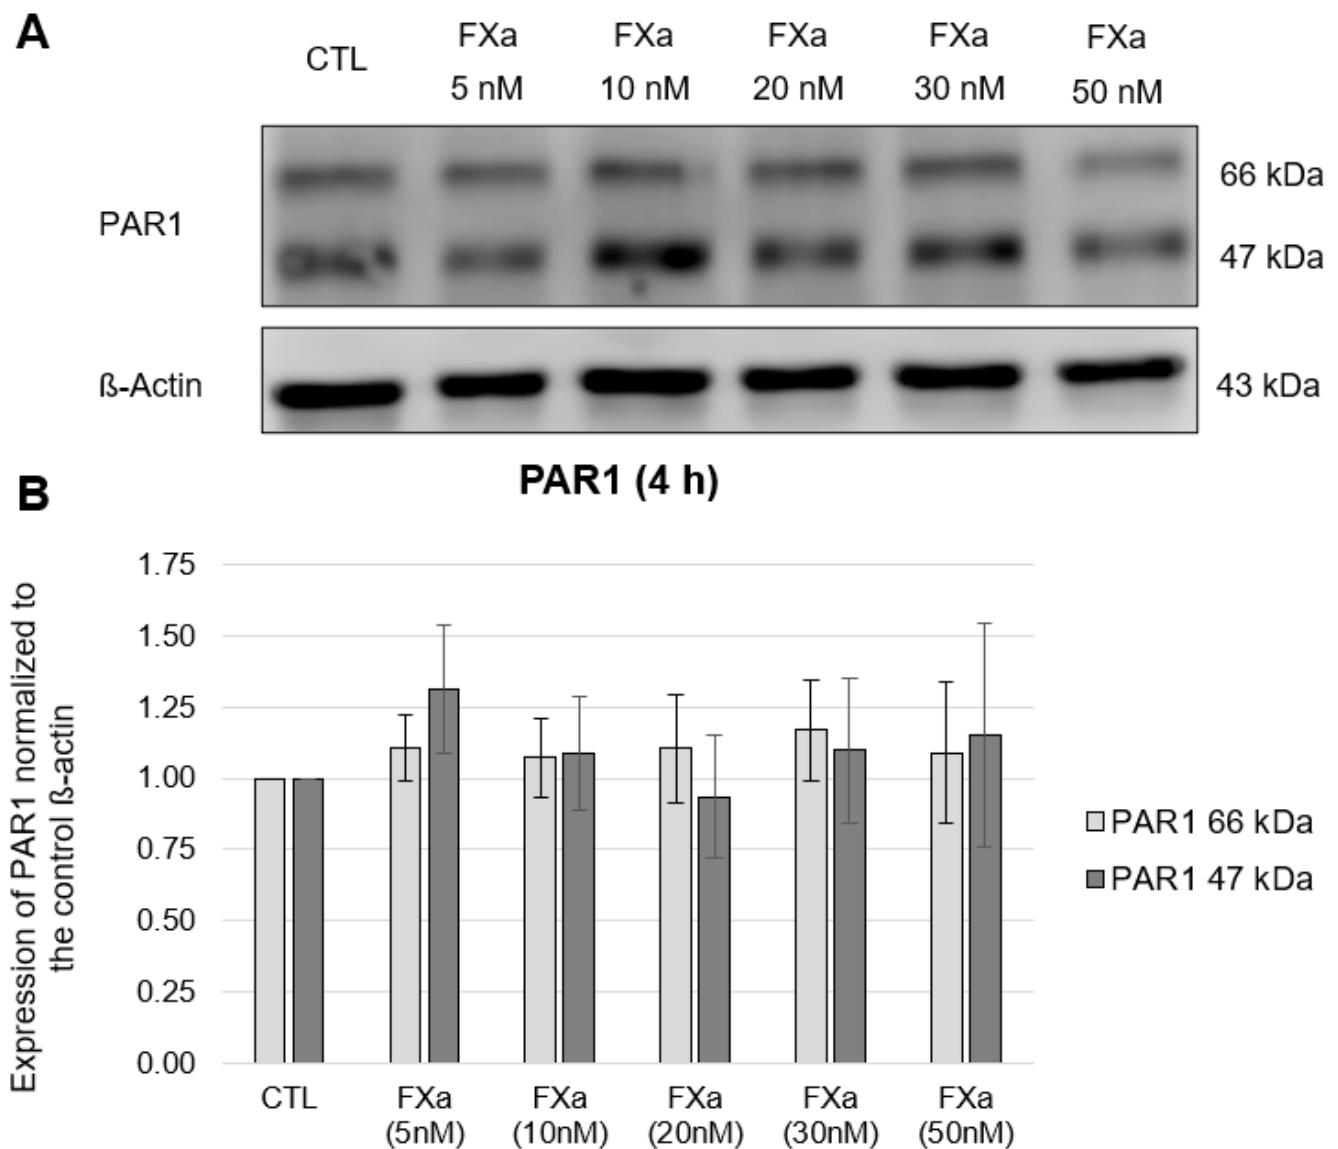 A
CTL
FXa
5 nM
FXa
10 nM
FXa
20 nM
FXa
30 nM
FXa
50 nM
PAR1
66 kDa
47 kDa
ß-Actin
43 kDa
B
PAR1 (4 h)
Expression of PAR1 normalized to
the control ß-actin
1.75
1.50
1.25
1.00
0.75
0.50
0.25
0.00
CTL
FXa
(5nM)
FXa
(10nM)
FXa
(20nM)
FXa
(30nM)
FXa
(50nM)
PAR1 66 kDa
PAR1 47 kDa